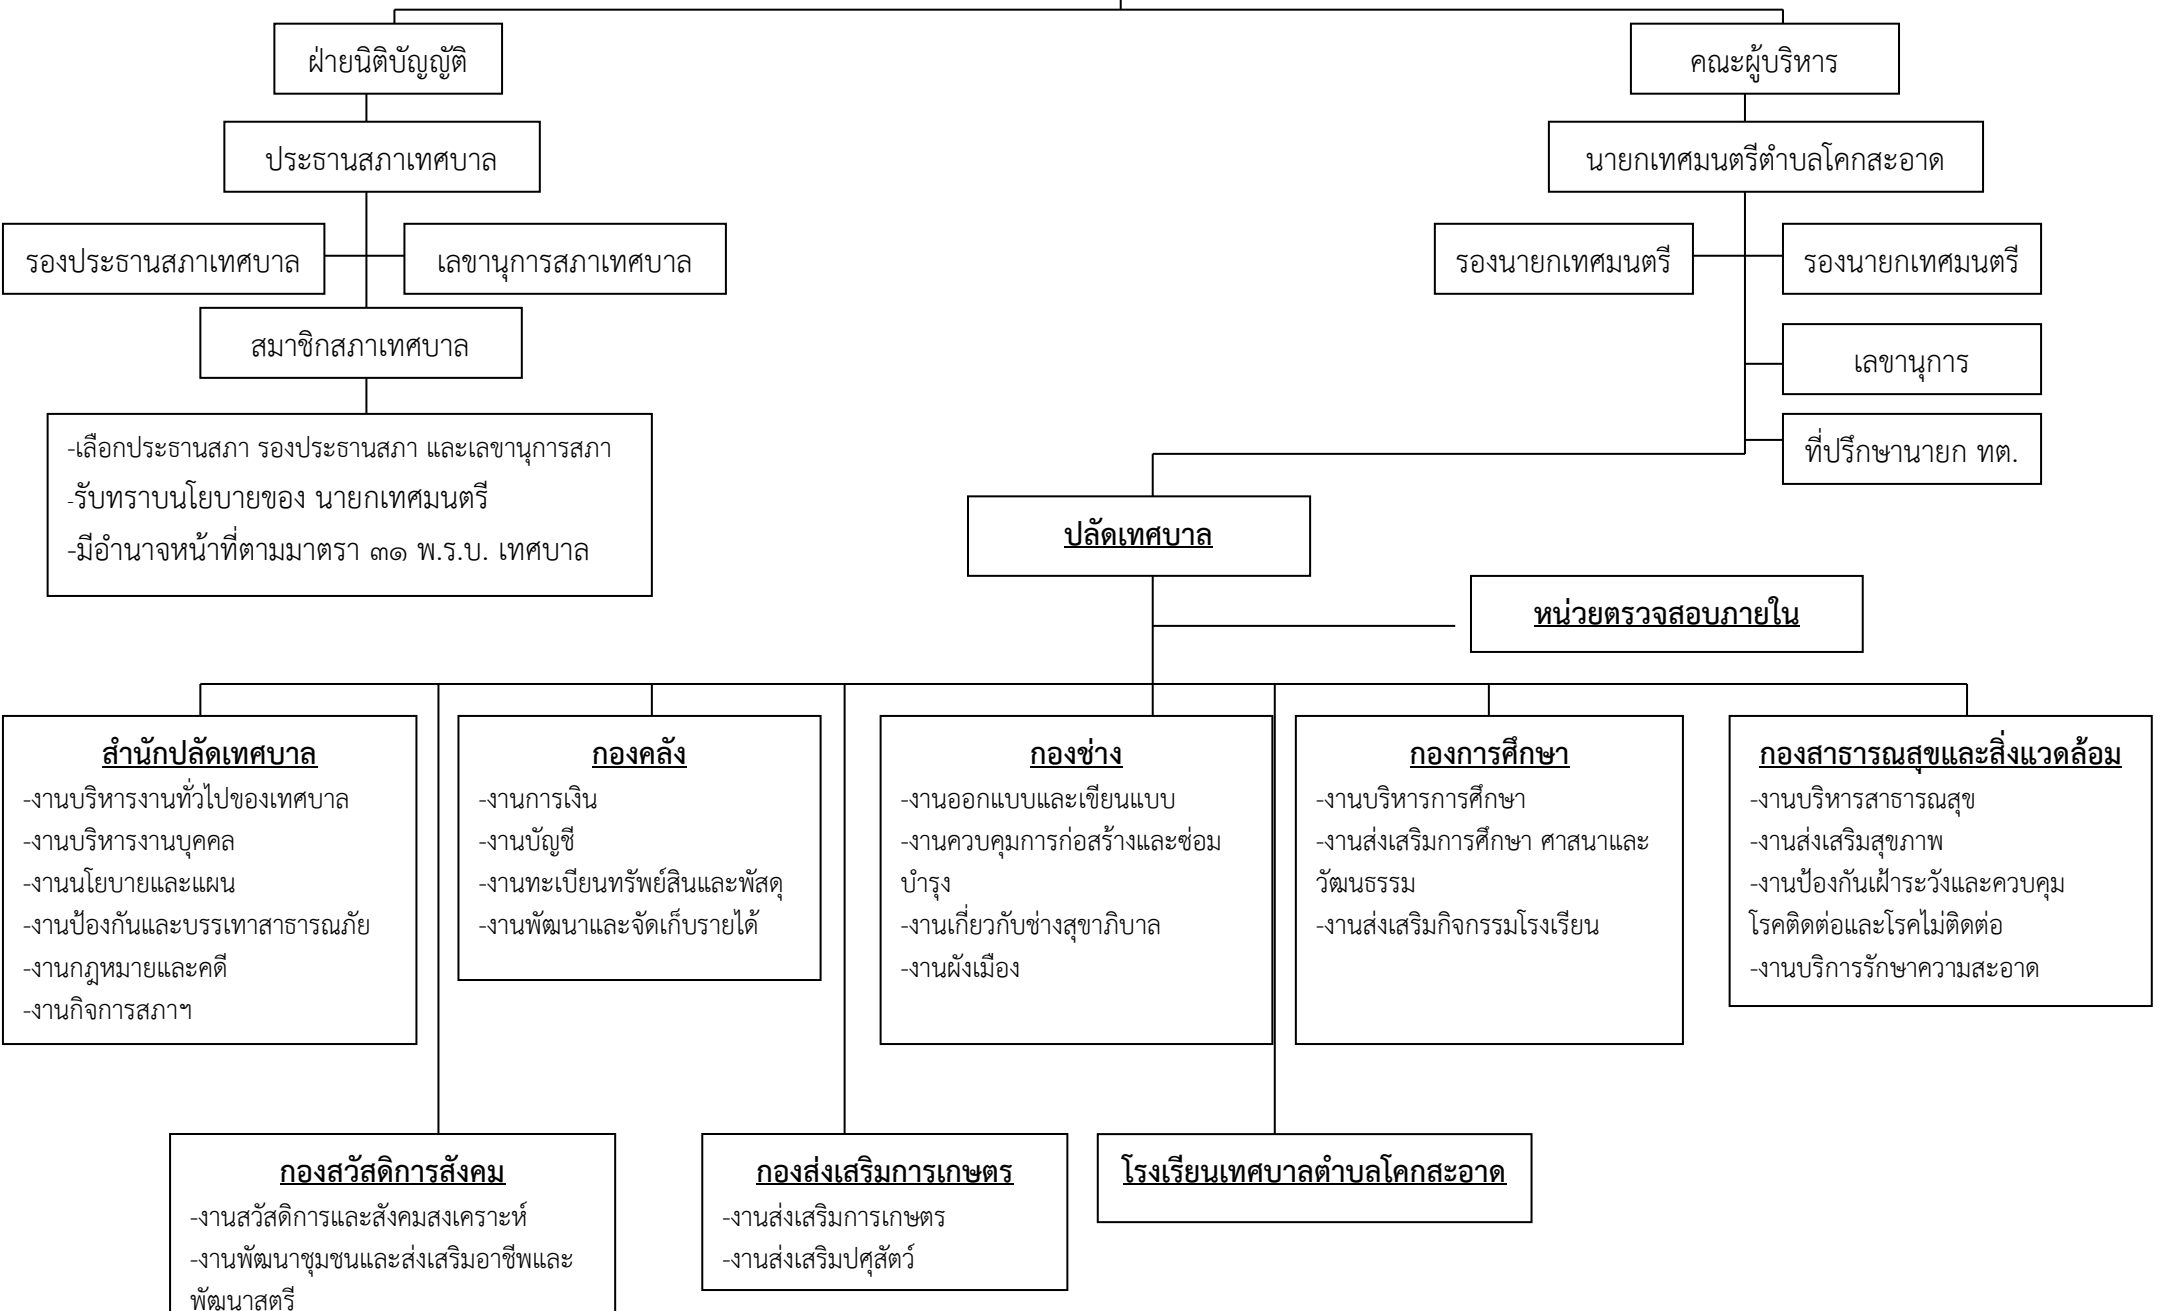 ฝ่ายนิติบัญญัติ
คณะผู้บริหาร
ประธานสภาเทศบาล
นายกเทศมนตรีตำบลโคกสะอาด
รองประธานสภาเทศบาล
เลขานุการสภาเทศบาล
รองนายกเทศมนตรี
รองนายกเทศมนตรี
สมาชิกสภาเทศบาล
เลขานุการ
-เลือกประธานสภา รองประธานสภา และเลขานุการสภา
-รับทราบนโยบายของ นายกเทศมนตรี
-มีอำนาจหน้าที่ตามมาตรา ๓๑ พ.ร.บ. เทศบาล
ที่ปรึกษานายก ทต.
ปลัดเทศบาล
หน่วยตรวจสอบภายใน
สำนักปลัดเทศบาล
-งานบริหารงานทั่วไปของเทศบาล
-งานบริหารงานบุคคล
-งานนโยบายและแผน
-งานป้องกันและบรรเทาสาธารณภัย
-งานกฎหมายและคดี
-งานกิจการสภาฯ
กองคลัง
-งานการเงิน
-งานบัญชี
-งานทะเบียนทรัพย์สินและพัสดุ
-งานพัฒนาและจัดเก็บรายได้
กองช่าง
-งานออกแบบและเขียนแบบ
-งานควบคุมการก่อสร้างและซ่อม
บำรุง
-งานเกี่ยวกับช่างสุขาภิบาล
-งานผังเมือง
กองการศึกษา
-งานบริหารการศึกษา
-งานส่งเสริมการศึกษา ศาสนาและ
วัฒนธรรม
-งานส่งเสริมกิจกรรมโรงเรียน
กองสาธารณสุขและสิ่งแวดล้อม
-งานบริหารสาธารณสุข
-งานส่งเสริมสุขภาพ
-งานป้องกันเฝ้าระวังและควบคุม
โรคติดต่อและโรคไม่ติดต่อ
-งานบริการรักษาความสะอาด
กองสวัสดิการสังคม
-งานสวัสดิการและสังคมสงเคราะห์
-งานพัฒนาชุมชนและส่งเสริมอาชีพและ
พัฒนาสตรี
กองส่งเสริมการเกษตร
-งานส่งเสริมการเกษตร
-งานส่งเสริมปศุสัตว์
โรงเรียนเทศบาลตำบลโคกสะอาด